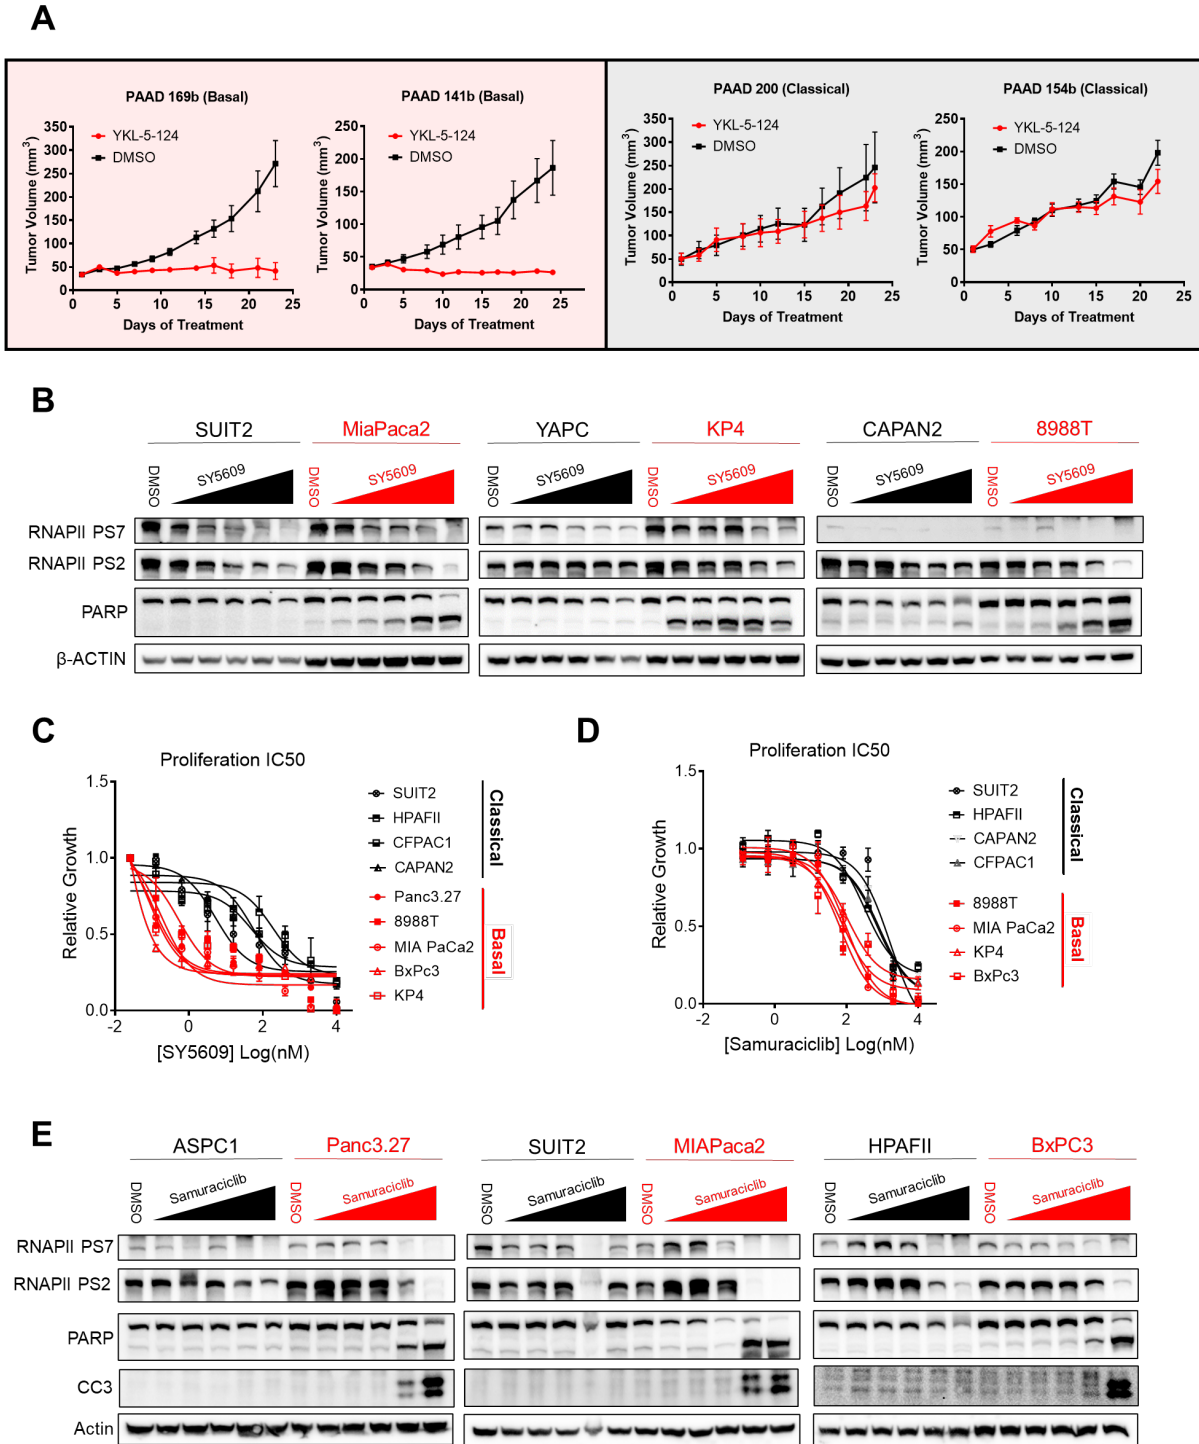 A
PAAD 169b (Basal)
PAAD 141b (Basal)
PAAD 200 (Classical)
PAAD 154b (Classical)
Tumor Volume (mm3)
350
300
250
200
150
100
50
0
YKL-5-124
DMSO
0 5 10 15 20 25
Days of Treatment
Tumor Volume (mm3)
250
200
150
100
50
0
YKL-5-124
DMSO
0 5 10 15 20 25
Days of Treatment
Tumor Volume (mm3)
350
300
250
200
150
100
50
0
YKL-5-124
DMSO
0 5 10 15 20 25
Days of Treatment
Tumor Volume (mm3)
250
200
150
100
50
0
YKL-5-124
DMSO
0 5 10 15 20 25
Days of Treatment
B
SUIT2 MiaPaca2 YAPC KP4 CAPAN2 8988T
DMSO SY5609 DMSO SY5609 DMSO SY5609 DMSO SY5609 DMSO SY5609 DMSO SY5609
RNAPII PS7
RNAPII PS2
PARP
β-ACTIN
C
Proliferation IC50
Relative Growth
1.5
1.0
0.5
0.0
-2 0 2 4
[SY5609] Log(nM)
SUIT2
HPAFII
CFPAC1
CAPAN2
Classical
Panc3.27
8988T
MIA PaCa2
BxPc3
KP4
Basal
D
Proliferation IC50
Relative Growth
1.5
1.0
0.5
0.0
-2 0 2 4
[Samuraciclib] Log(nM)
SUIT2
HPAFII
CAPAN2
CFPAC1
Classical
8988T
MIA PaCa2
KP4
BxPc3
Basal
E
ASPC1 Panc3.27 SUIT2 MIAPaca2 HPAFII BxPC3
DMSO Samuraciclib DMSO Samuraciclib DMSO Samuraciclib DMSO Samuraciclib DMSO Samuraciclib DMSO Samuraciclib
RNAPII PS7
RNAPII PS2
PARP
CC3
Actin